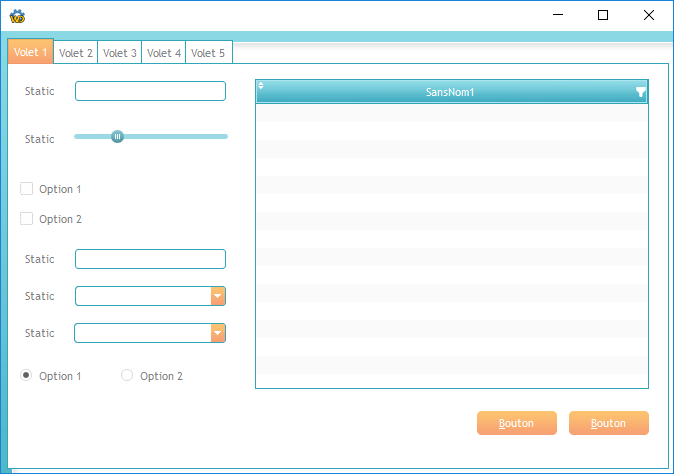 Volet 1 Volet 2 Volet 3 Volet 4 Volet 5
Static
SansNom1
Static
Option 1
Option 2
Static
Static
Static
Option 1 Option 2
Bouton Bouton